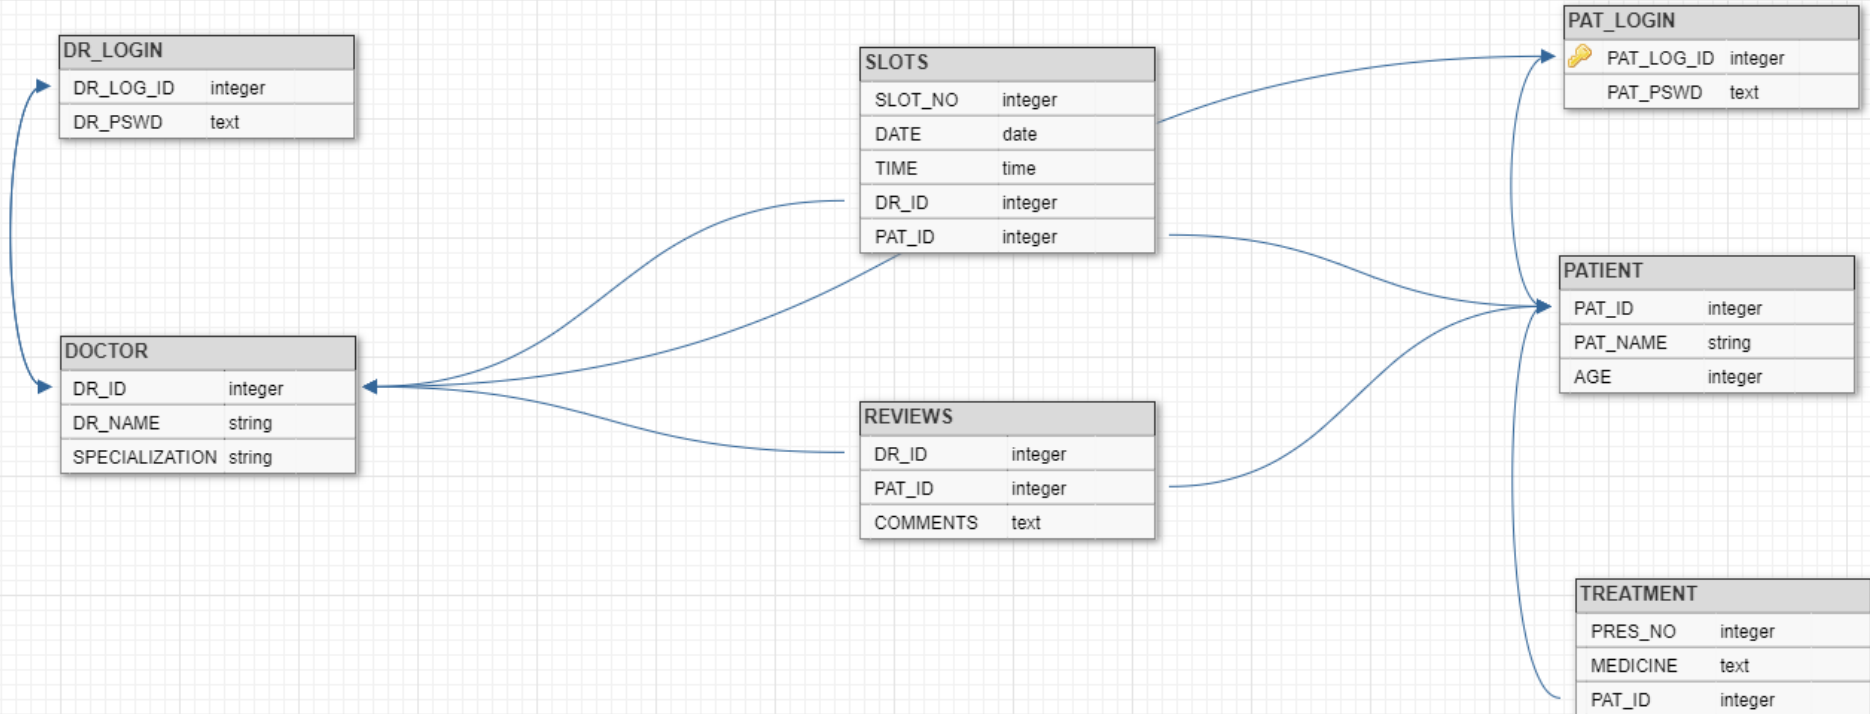 DR_LOGIN
DR_LOG_ID integer
DR_PSWD text
DOCTOR
DR_ID integer
DR_NAME string
SPECIALIZATION string
SLOTS
SLOT_NO integer
DATE date
TIME time
DR_ID integer
PAT_ID integer
REVIEWS
DR_ID integer
PAT_ID integer
COMMENTS text
PAT_LOGIN
PAT_LOG_ID integer
PAT_PSWD text
PATIENT
PAT_ID integer
PAT_NAME string
AGE integer
TREATMENT
PRES_NO integer
MEDICINE text
PAT_ID integer